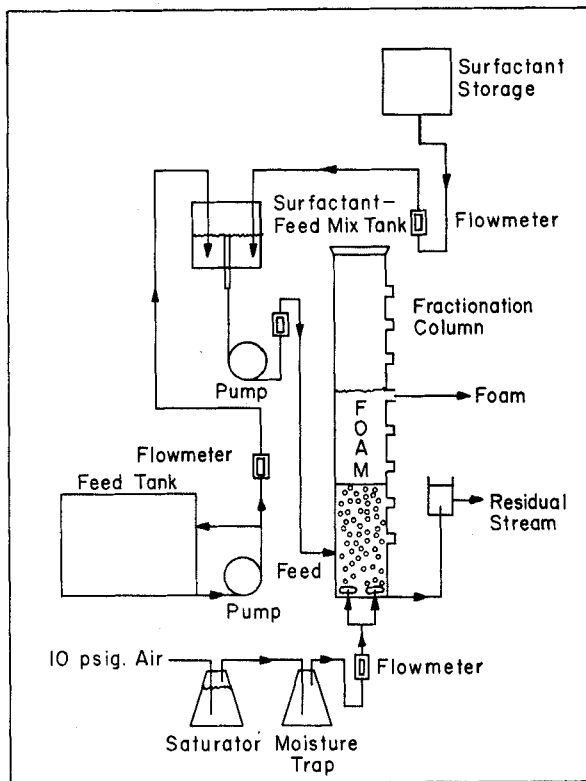 Surfactant
Storage
Surfactant-
Feed Mix Tank
Flowmeter
Fractionation
Column
Pump
FOAM
Foam
Flowmeter
Feed Tank
Residual
Stream
Feed
Pump
10 psig. Air
Flowmeter
Saturator Moisture
Trap